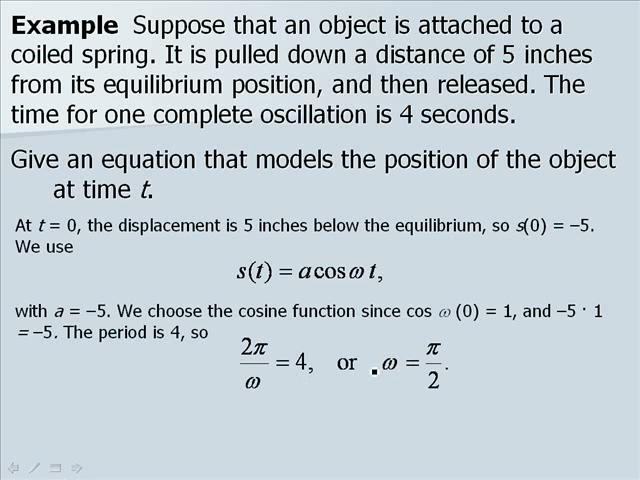 Example Suppose that an object is attached to a
coiled spring. It is pulled down a distance of 5 inches
from its equilibrium position, and then released. The
time for one complete oscillation is 4 seconds.
Give an equation that models the position of the object
at time t.
At t = 0, the displacement is 5 inches below the equilibrium, so s(0) = –5.
We use
s(t) = a cos ω t,
with a = –5. We choose the cosine function since cos ω (0) = 1, and –5 · 1
= –5. The period is 4, so
2π/ω = 4, or ω = π/2.